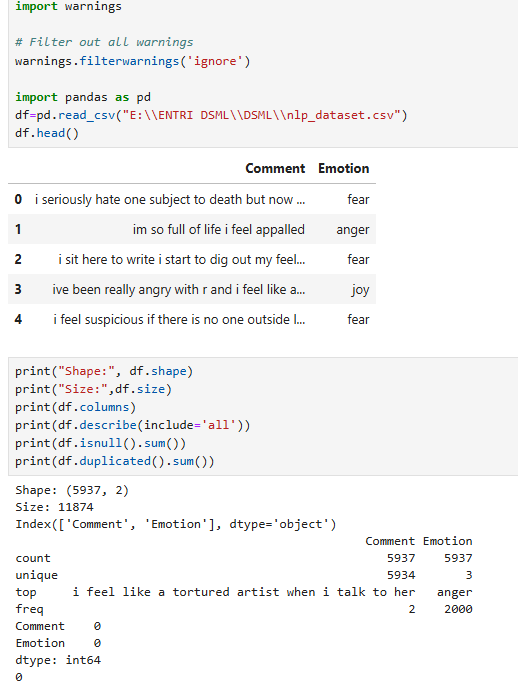 import warnings
# Filter out all warnings
warnings.filterwarnings('ignore')
import pandas as pd
df=pd.read_csv("E:\\ENTRI DSML\\DSML\\nlp_dataset.csv")
df.head()
Comment Emotion
0 i seriously hate one subject to death but now ... fear
1 im so full of life i feel appalled anger
2 i sit here to write i start to dig out my feel... fear
3 ive been really angry with r and i feel like a... joy
4 i feel suspicious if there is no one outside l... fear
print("Shape:", df.shape)
print("Size:",df.size)
print(df.columns)
print(df.describe(include='all'))
print(df.isnull().sum())
print(df.duplicated().sum())
Shape: (5937, 2)
Size: 11874
Index(['Comment', 'Emotion'], dtype='object')
Comment Emotion
count 5937 5937
unique 5934 3
top i feel like a tortured artist when i talk to her anger
freq 2 2000
Comment 0
Emotion 0
dtype: int64
0